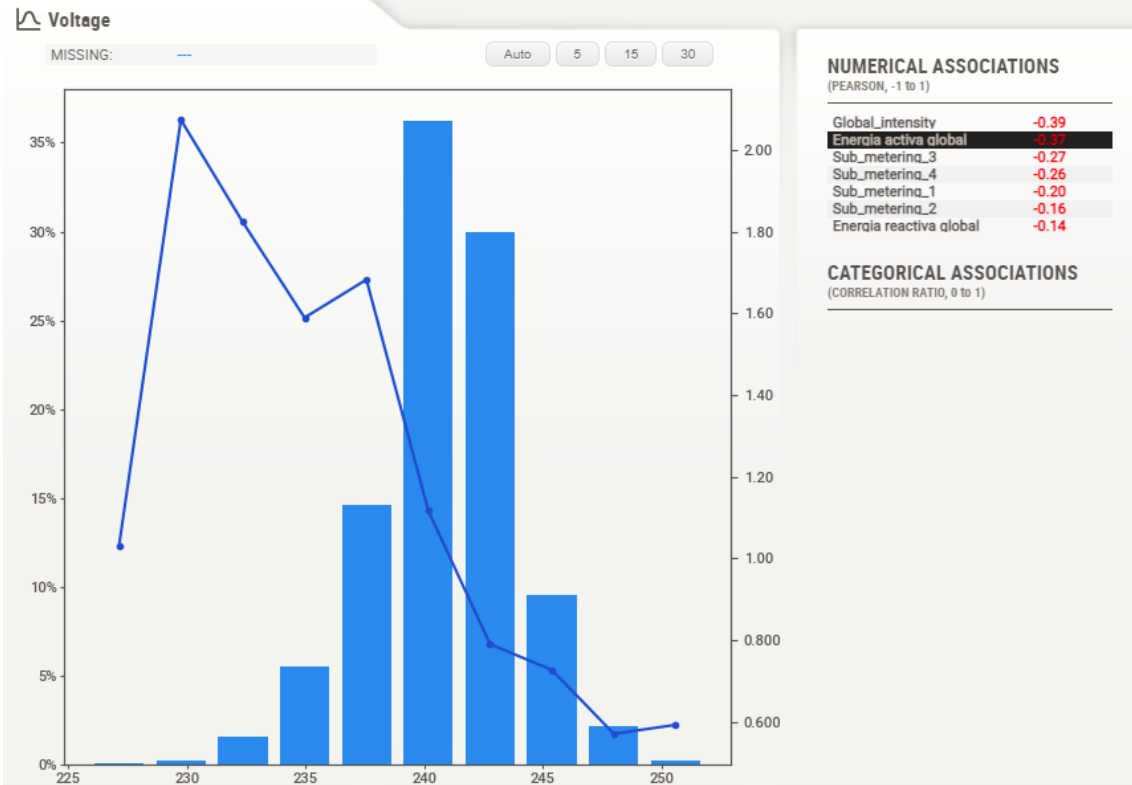 Voltage
MISSING: ---
Auto 5 15 30
35%
30%
25%
20%
15%
10%
5%
0%
2.00
1.80
1.60
1.40
1.20
1.00
0.800
0.600
225 230 235 240 245 250
NUMERICAL ASSOCIATIONS
(PEARSON, -1 to 1)
Global_intensity -0.39
Energia activa global -0.37
Sub_metering_3 -0.27
Sub_metering_4 -0.26
Sub_metering_1 -0.20
Sub_metering_2 -0.16
Energia reactiva global -0.14
CATEGORICAL ASSOCIATIONS
(CORRELATION RATIO, 0 to 1)